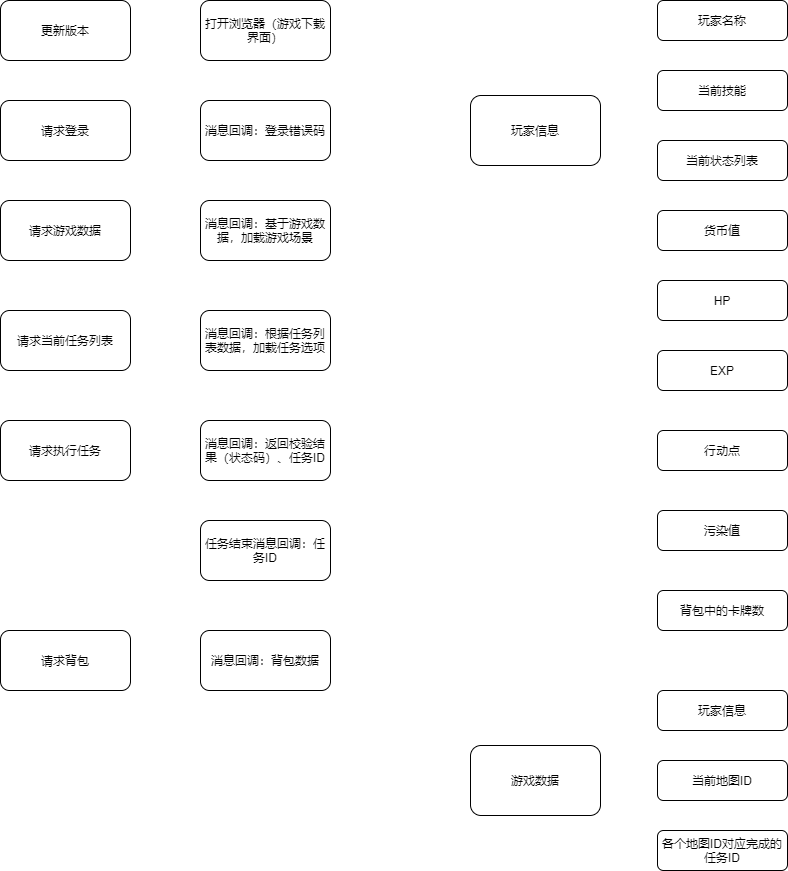 更新版本
打开浏览器（游戏下载
界面）
请求登录
消息回调：登录错误码
请求游戏数据
消息回调：基于游戏数
据，加载游戏场景
请求当前任务列表
消息回调：根据任务列
表数据，加载任务选项
请求执行任务
消息回调：返回校验结
果（状态码）、任务ID
任务结束消息回调：任
务ID
请求背包
消息回调：背包数据
玩家信息
玩家名称
当前技能
当前状态列表
货币值
HP
EXP
行动点
污染值
背包中的卡牌数
游戏数据
玩家信息
当前地图ID
各个地图ID对应完成的
任务ID